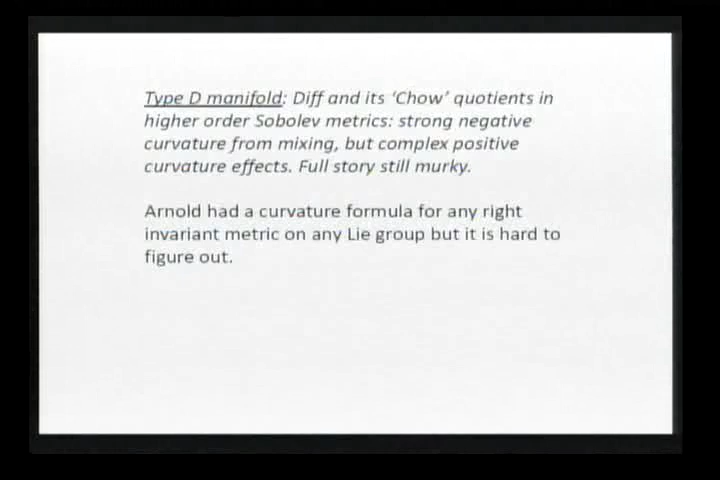 Type D manifold: Diff and its ‘Chow’ quotients in
higher order Sobolev metrics: strong negative
curvature from mixing, but complex positive
curvature effects. Full story still murky.
Arnold had a curvature formula for any right
invariant metric on any Lie group but it is hard to
figure out.